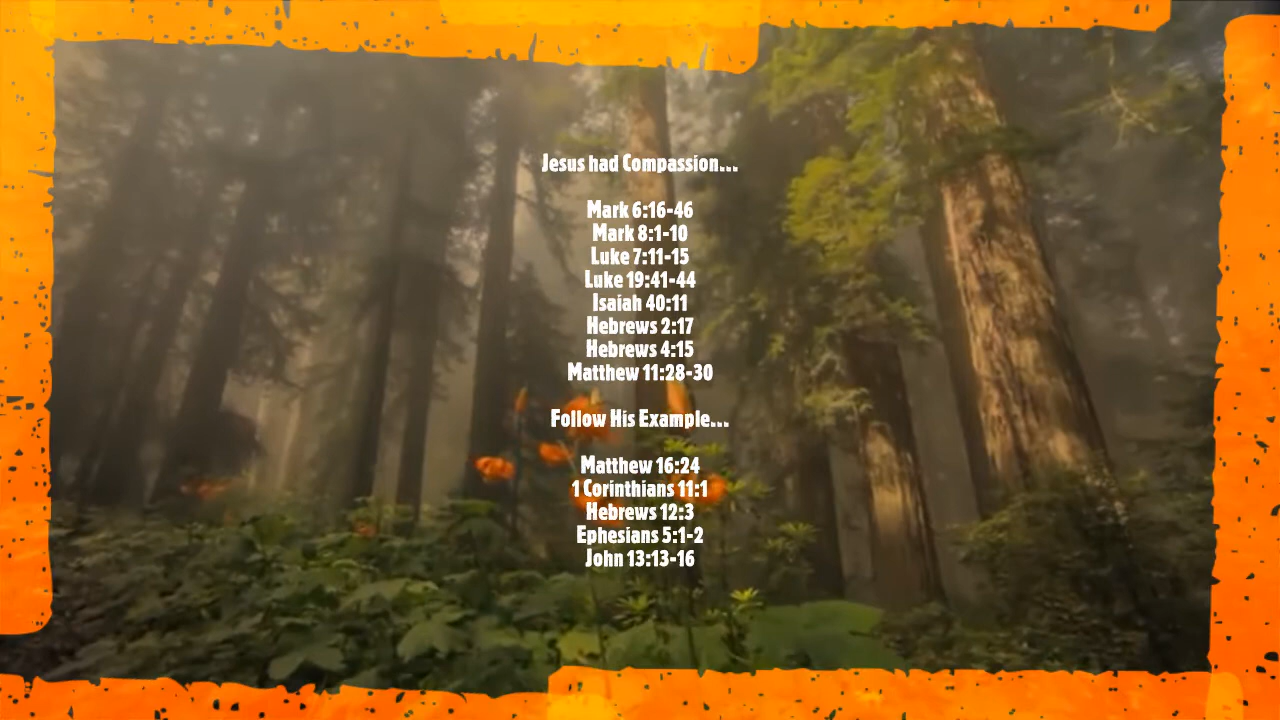 Jesus had Compassion...
Mark 6:16-46
Mark 8:1-10
Luke 7:11-15
Luke 19:41-44
Isaiah 40:11
Hebrews 2:17
Hebrews 4:15
Matthew 11:28-30
Follow His Example...
Matthew 16:24
1 Corinthians 11:1
Hebrews 12:3
Ephesians 5:1-2
John 13:13-16